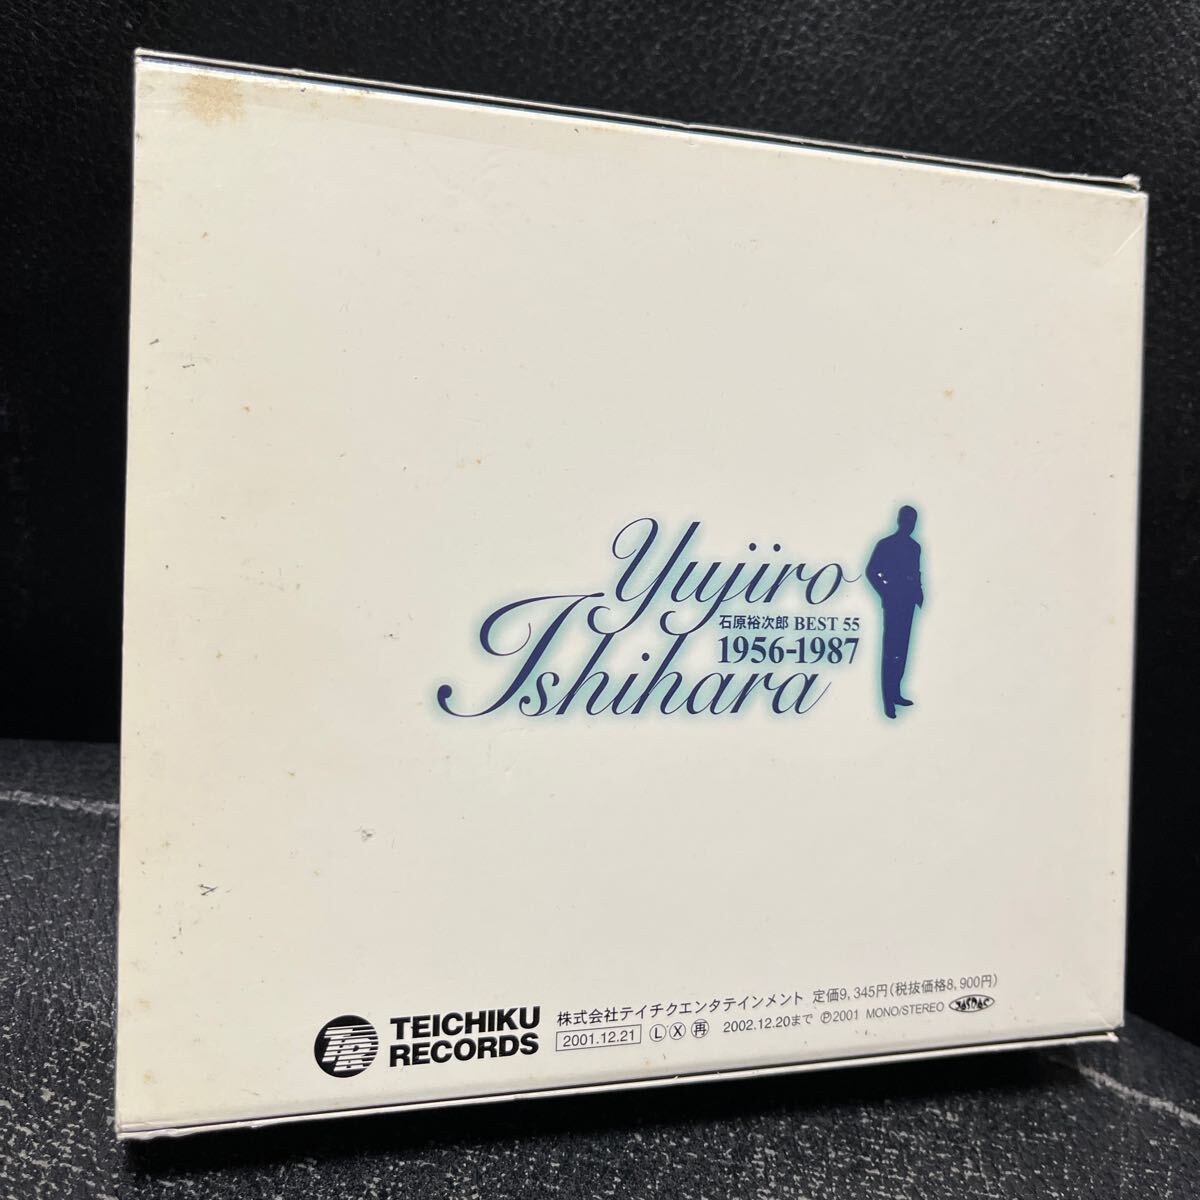 Yujiro
石原裕次郎 BEST 55
1956-1987
Ishihara
TEICHIKU
RECORDS
株式会社テイチクエンタテインメント 定価9,345円(税抜価格8,900円)
2001.12.21 Ⓛ Ⓧ ㊢ 2002.12.20まで ℗2001 MONO/STEREO JASRAC